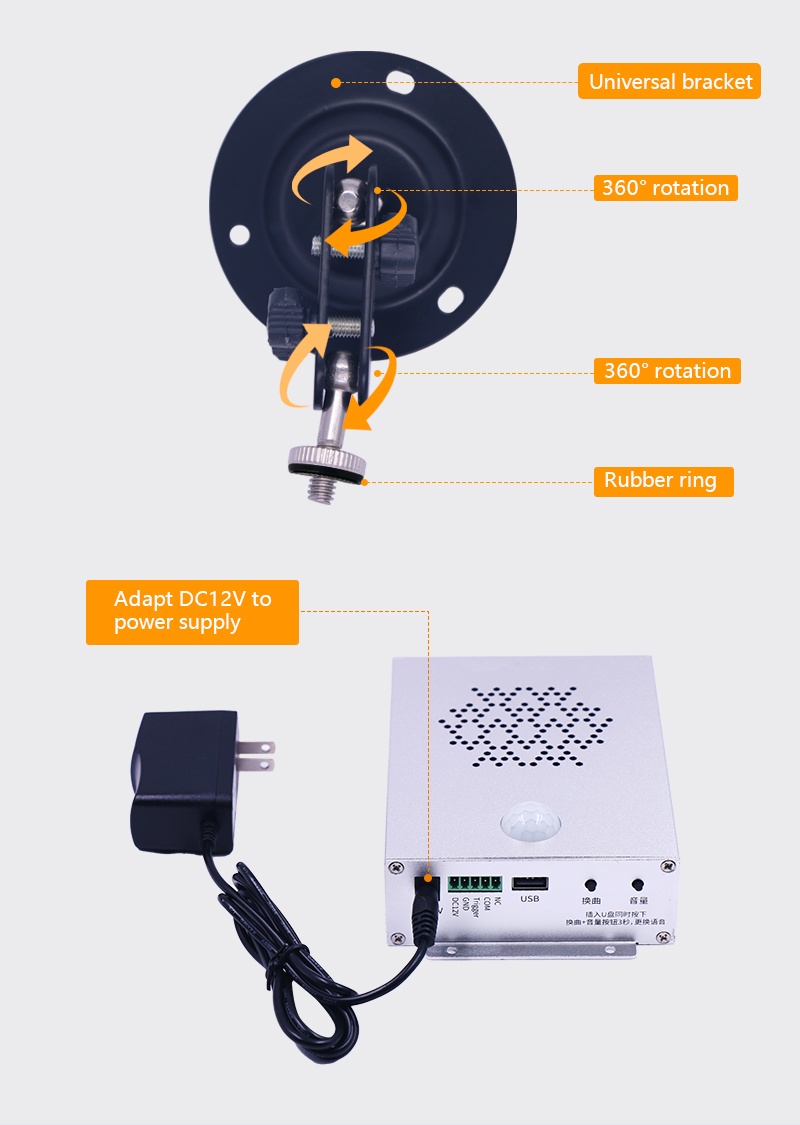 Universal bracket
360° rotation
360° rotation
Rubber ring
Adapt DC12V to
power supply
DC12V
GND
Trigger
COM
NC
USB
换曲
音量
插入U盘同时按下
换曲+音量按钮3秒,更换语音